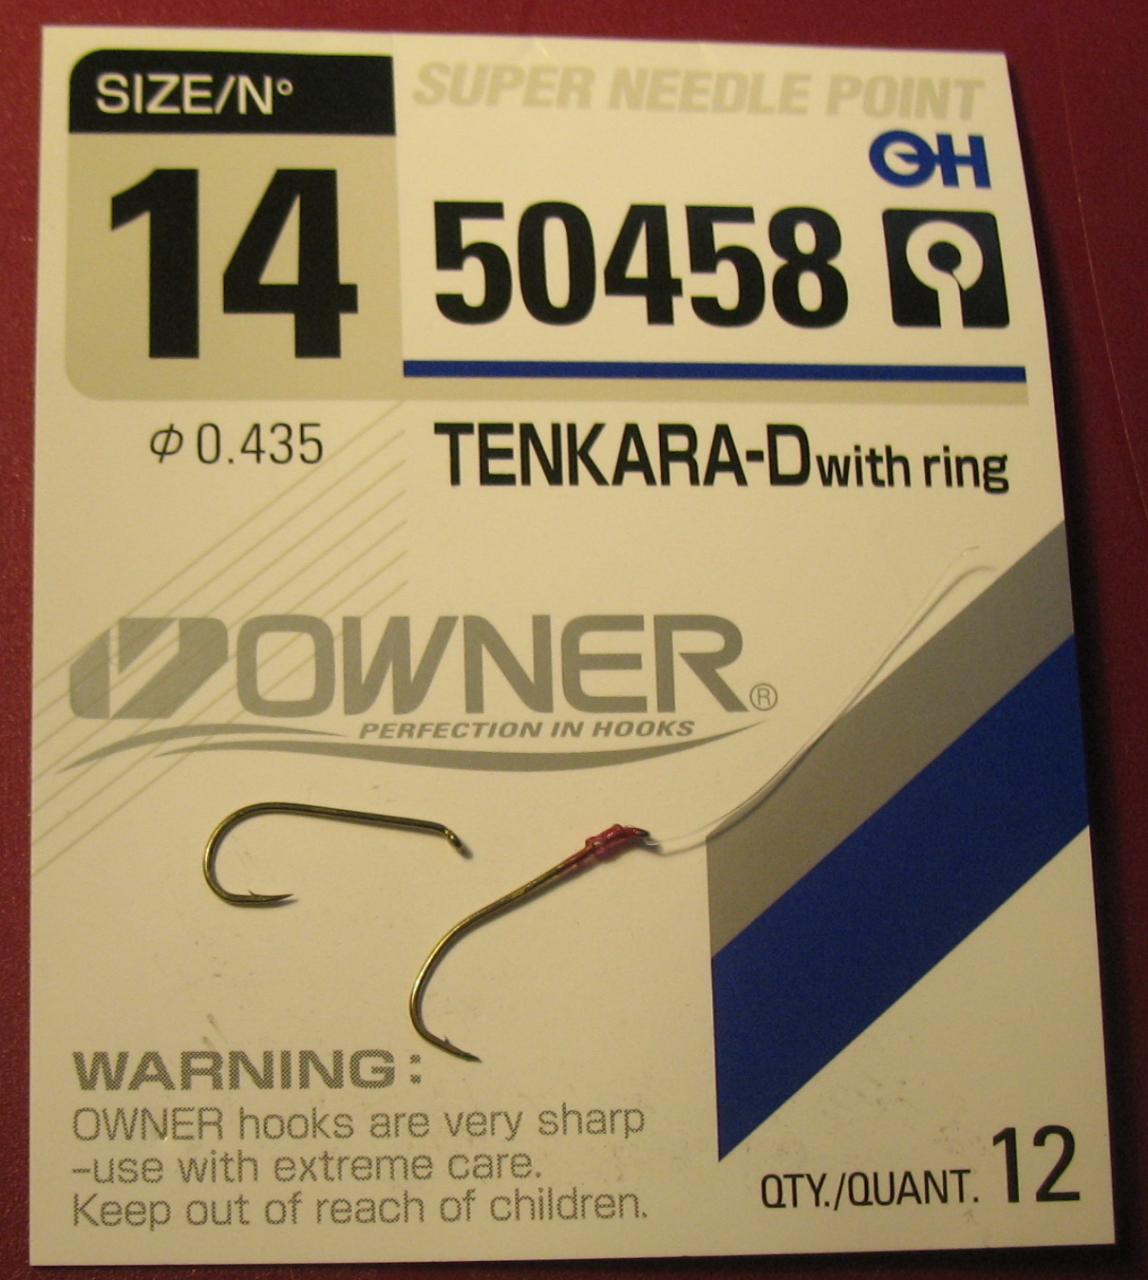 SIZE/N°
SUPER NEEDLE POINT
14
50458
φ 0.435
TENKARA-D with ring
OWNER®
PERFECTION IN HOOKS
WARNING:
OWNER hooks are very sharp
-use with extreme care.
Keep out of reach of children.
QTY./QUANT. 12